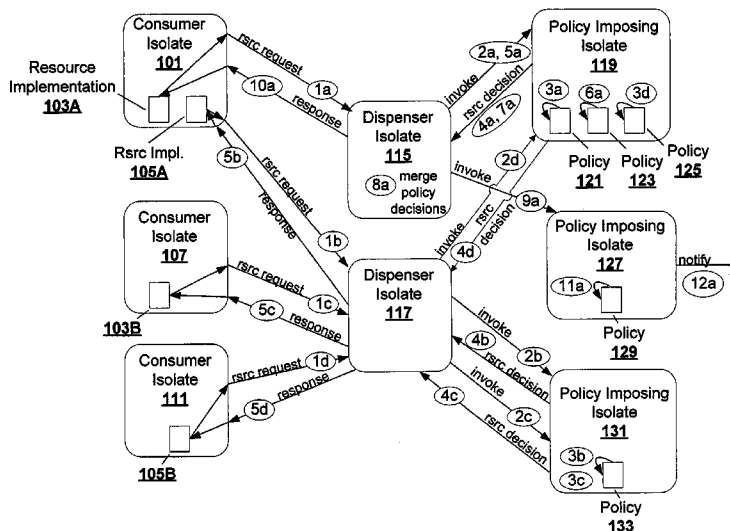 Consumer
Isolate
101
Resource
Implementation
103A
Rsrc Impl.
105A
rsrc request
1a
10a
response
5b
rsrc request
1b
response
Dispenser
Isolate
115
8a merge
policy
decisions
invoke
2a, 5a
rsrc decision
4a, 7a
Policy Imposing
Isolate
119
3a
6a
3d
Policy
121
Policy
123
Policy
125
invoke
2d
rsrc
decision
4d
invoke
9a
Policy Imposing
Isolate
127
11a
Policy
129
notify
12a
Consumer
Isolate
107
103B
rsrc request
1c
5c
response
Dispenser
Isolate
117
Consumer
Isolate
111
105B
rsrc request
1d
response
5d
invoke
2b
4b
rsrc decision
invoke
2c
4c
rsrc decision
Policy Imposing
Isolate
131
3b
3c
Policy
133